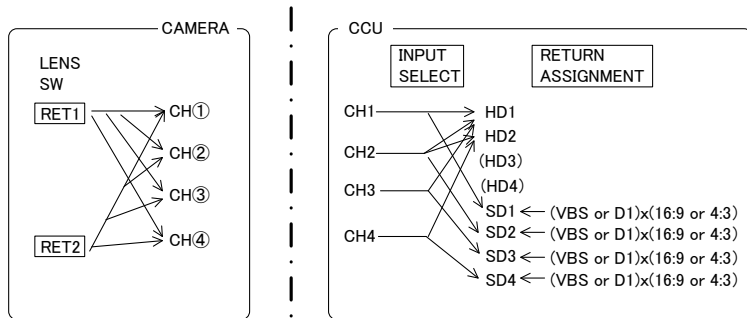 CAMERA
LENS
SW
RET1
RET2
CH①
CH②
CH③
CH④
CCU
INPUT
SELECT
RETURN
ASSIGNMENT
CH1
CH2
CH3
CH4
HD1
HD2
(HD3)
(HD4)
SD1 ← (VBS or D1)x(16:9 or 4:3)
SD2 ← (VBS or D1)x(16:9 or 4:3)
SD3 ← (VBS or D1)x(16:9 or 4:3)
SD4 ← (VBS or D1)x(16:9 or 4:3)